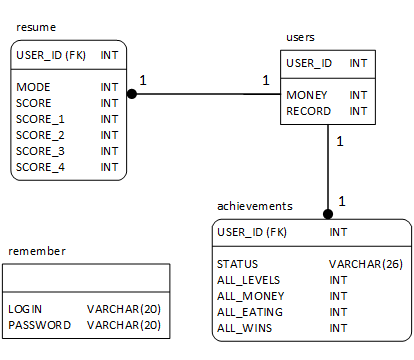 resume
USER_ID (FK) INT
MODE INT
SCORE INT
SCORE_1 INT
SCORE_2 INT
SCORE_3 INT
SCORE_4 INT
1
1
users
USER_ID INT
MONEY INT
RECORD INT
1
1
achievements
USER_ID (FK) INT
STATUS VARCHAR(26)
ALL_LEVELS INT
ALL_MONEY INT
ALL_EATING INT
ALL_WINS INT
remember
LOGIN VARCHAR(20)
PASSWORD VARCHAR(20)